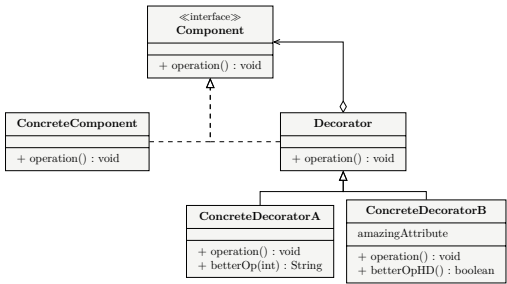 ≪interface≫
Component
+ operation() : void
ConcreteComponent
+ operation() : void
Decorator
+ operation() : void
ConcreteDecoratorA
+ operation() : void
+ betterOp(int) : String
ConcreteDecoratorB
amazingAttribute
+ operation() : void
+ betterOpHD() : boolean